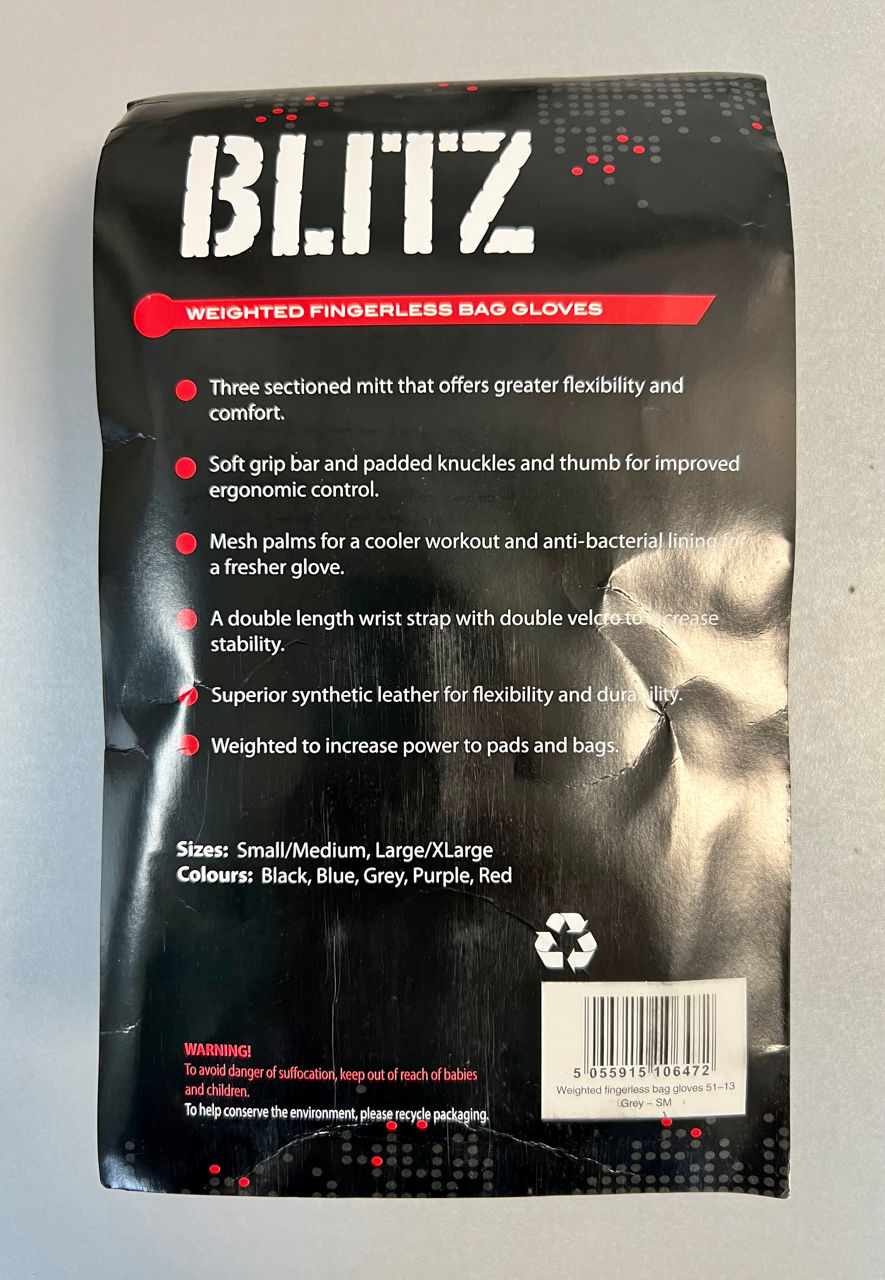 BLITZ
WEIGHTED FINGERLESS BAG GLOVES
Three sectioned mitt that offers greater flexibility and
comfort.
Soft grip bar and padded knuckles and thumb for improved
ergonomic control.
Mesh palms for a cooler workout and anti-bacterial lining for
a fresher glove.
A double length wrist strap with double velcro to increase
stability.
Superior synthetic leather for flexibility and durability.
Weighted to increase power to pads and bags.
Sizes: Small/Medium, Large/XLarge
Colours: Black, Blue, Grey, Purple, Red
WARNING!
To avoid danger of suffocation, keep out of reach of babies
and children.
To help conserve the environment, please recycle packaging.
5 055915 106472
Weighted fingerless bag gloves 51–13
Grey – SM